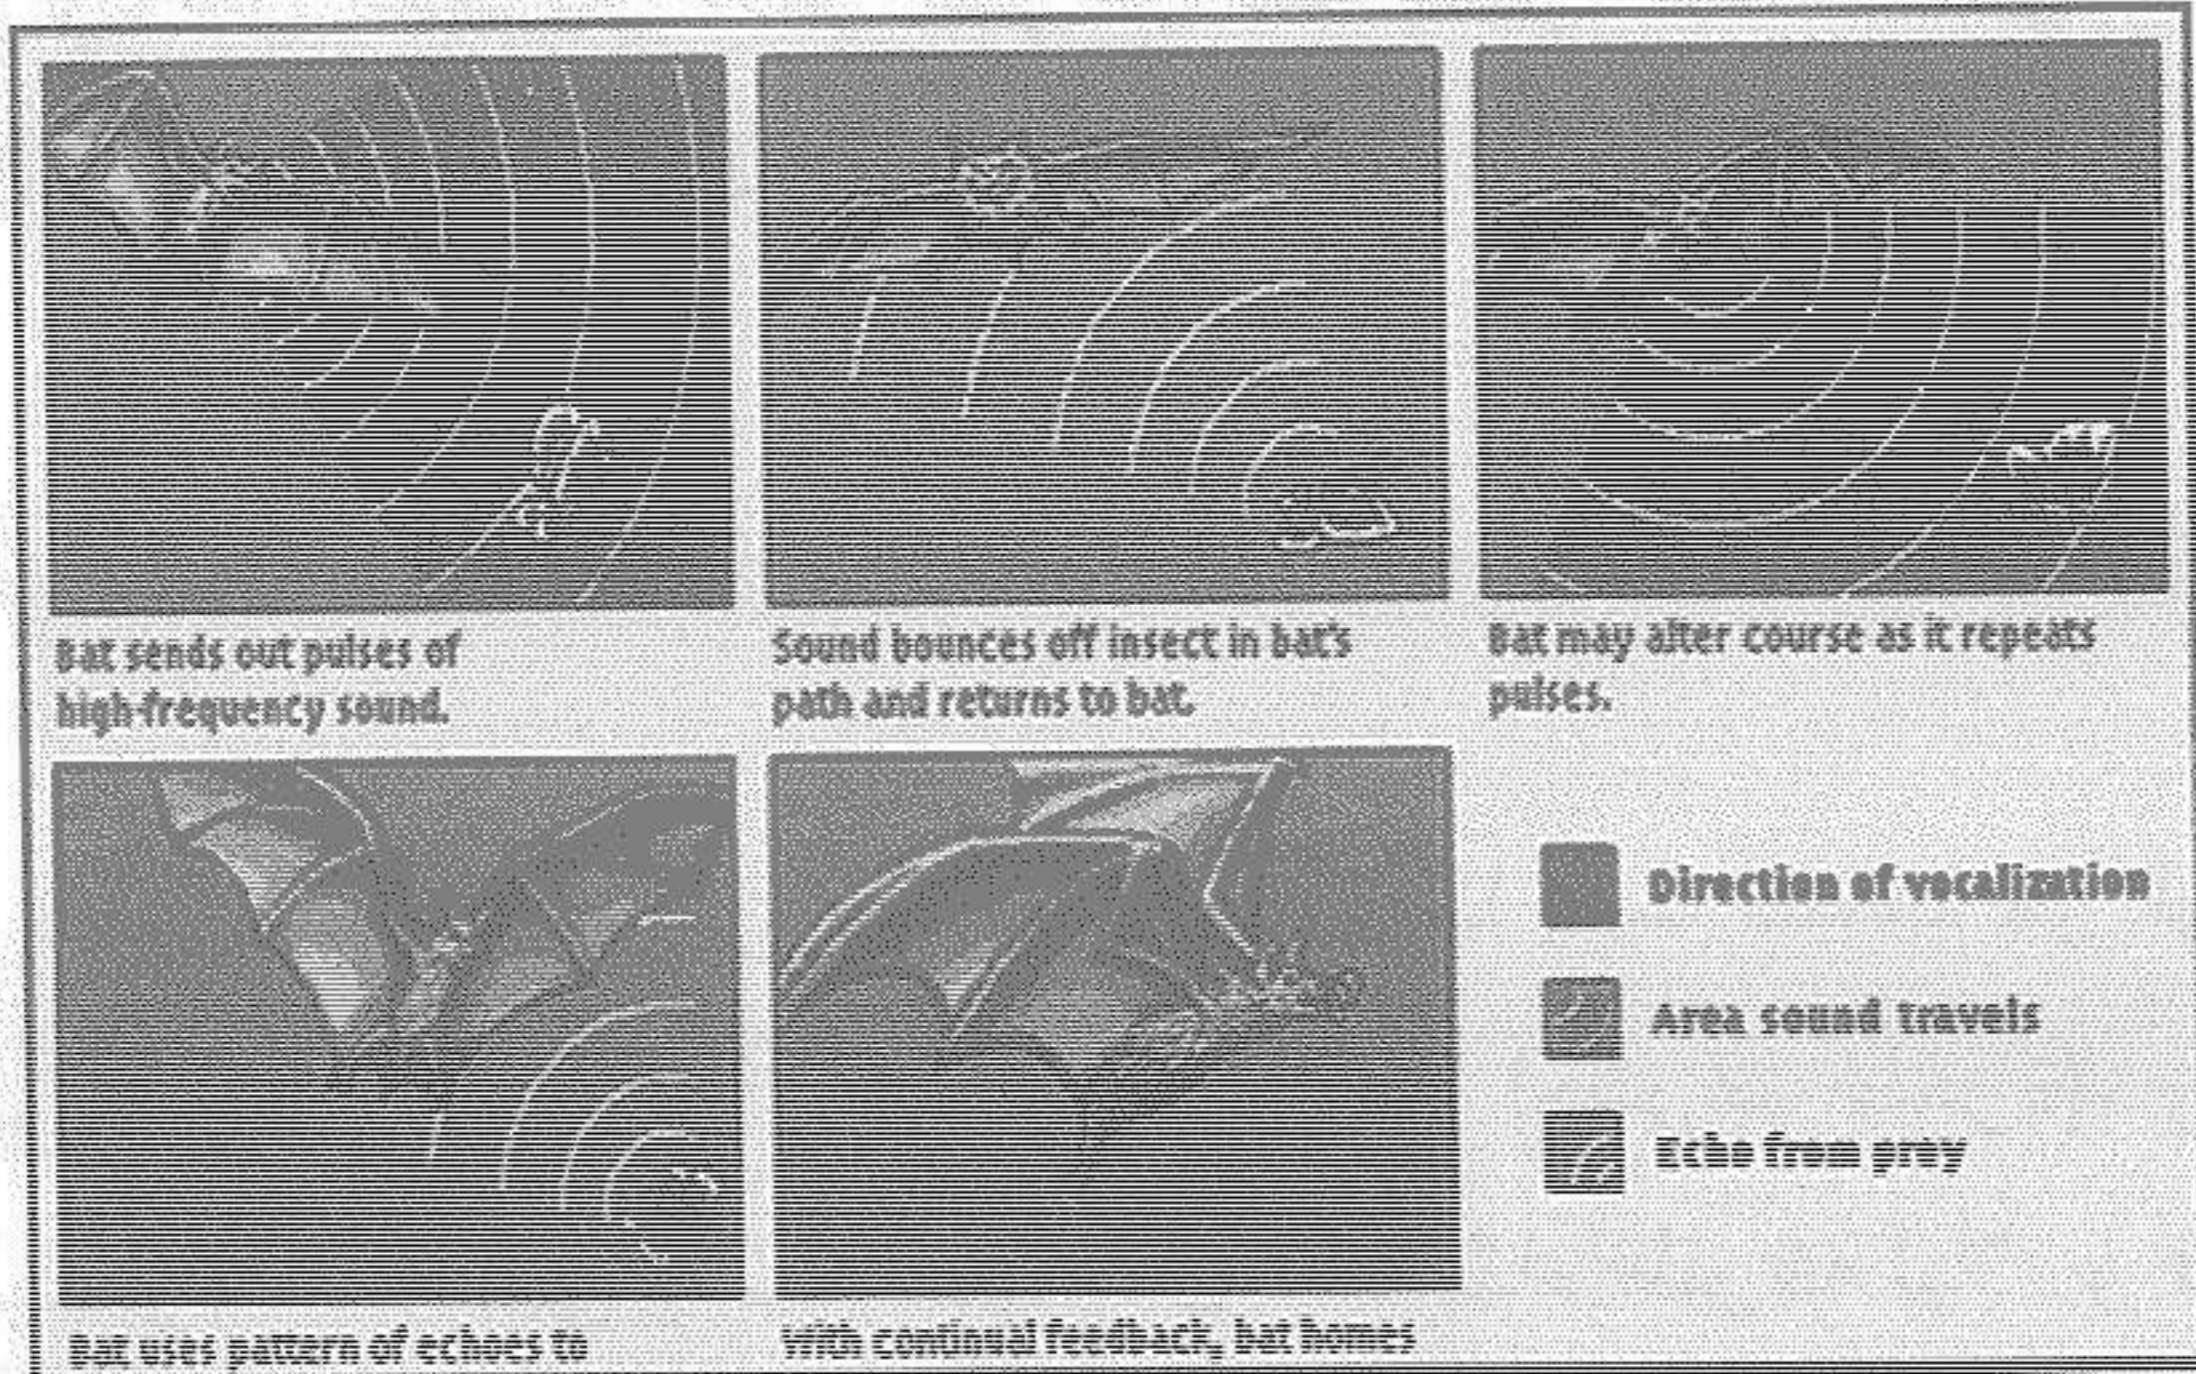 Bat sends out pulses of
high-frequency sound.
Sound bounces off insect in bat's
path and returns to bat.
Bat may alter course as it repeats
pulses.
Direction of vocalization
Area sound travels
Echo from prey
Bat uses pattern of echoes to
With continual feedback, bat homes